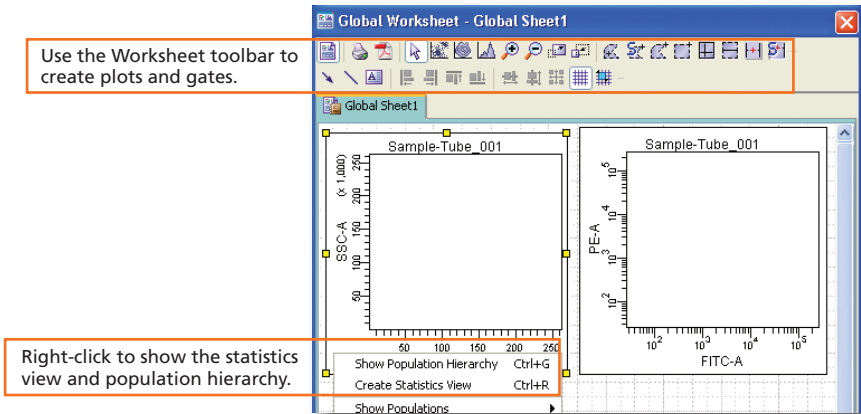 Global Worksheet - Global Sheet1
Use the Worksheet toolbar to
create plots and gates.
Global Sheet1
Sample-Tube_001
(x 1,000)
SSC-A
250
200
150
100
50
50 100 150 200 250
Sample-Tube_001
PE-A
10^5
10^4
10^3
10^2
10^2 10^3 10^4 10^5
FITC-A
Right-click to show the statistics
view and population hierarchy.
Show Population Hierarchy Ctrl+G
Create Statistics View Ctrl+R
Show Populations